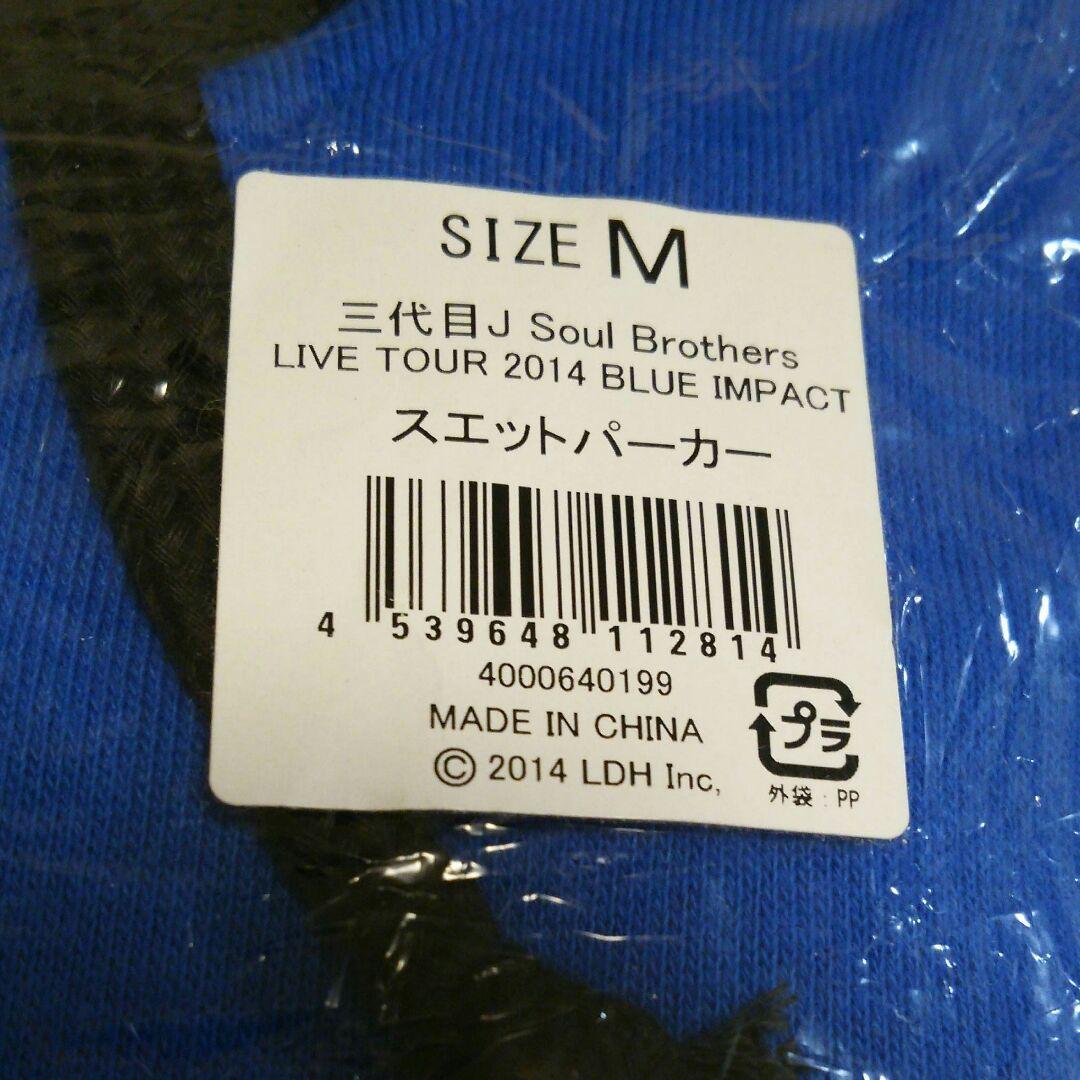 SIZE M
三代目J Soul Brothers
LIVE TOUR 2014 BLUE IMPACT
スエットパーカー
4 539648 112814
4000640199
MADE IN CHINA
© 2014 LDH Inc,
プラ
外袋:PP